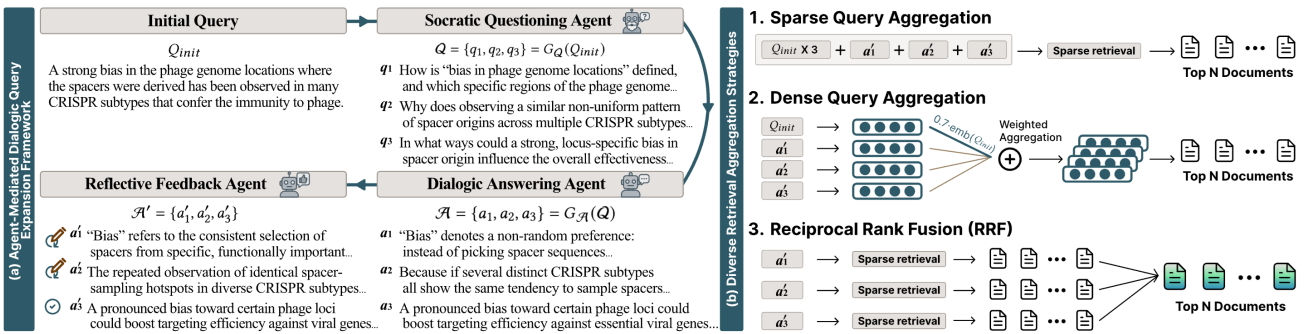 (a) Agent-Mediated Dialogic Query
Expansion Framework
Initial Query
Q_init
A strong bias in the phage genome locations where
the spacers were derived has been observed in many
CRISPR subtypes that confer the immunity to phage.
Socratic Questioning Agent
Q = {q1, q2, q3} = G_Q(Q_init)
q1 How is “bias in phage genome locations” defined,
and which specific regions of the phage genome...
q2 Why does observing a similar non-uniform pattern
of spacer origins across multiple CRISPR subtypes...
q3 In what ways could a strong, locus-specific bias in
spacer origin influence the overall effectiveness...
Reflective Feedback Agent
A′ = {a′1, a′2, a′3}
a′1 “Bias” refers to the consistent selection of
spacers from specific, functionally important...
a′2 The repeated observation of identical spacer-
sampling hotspots in diverse CRISPR subtypes...
a′3 A pronounced bias toward certain phage loci
could boost targeting efficiency against viral genes...
Dialogic Answering Agent
A = {a1, a2, a3} = G_A(Q)
a1 “Bias” denotes a non-random preference:
instead of picking spacer sequences...
a2 Because if several distinct CRISPR subtypes
all show the same tendency to sample spacers...
a3 A pronounced bias toward certain phage loci could
boost targeting efficiency against essential viral genes...
(b) Diverse Retrieval Aggregation Strategies
1. Sparse Query Aggregation
Q_init X 3 + a′1 + a′2 + a′3
Sparse retrieval
Top N Documents
2. Dense Query Aggregation
Q_init
a′1
a′2
a′3
0.7·emb(Q_init)
Weighted
Aggregation
+
Top N Documents
3. Reciprocal Rank Fusion (RRF)
a′1 Sparse retrieval
a′2 Sparse retrieval
a′3 Sparse retrieval
Top N Documents